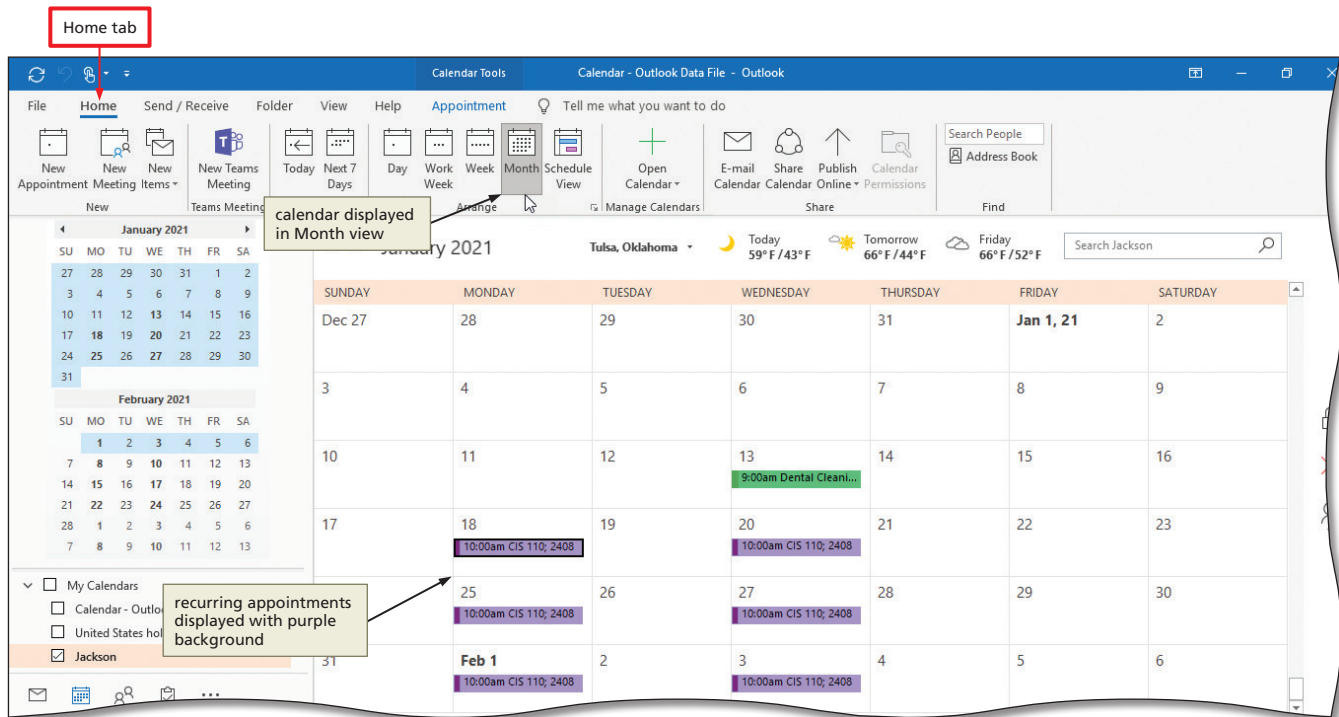 Home tab
Calendar Tools Calendar - Outlook Data File - Outlook
File Home Send / Receive Folder View Help Appointment Tell me what you want to do
New Appointment
New Meeting
New Items
New Teams Meeting
Today
Next 7 Days
Day
Work Week
Week
Month
Schedule View
Open Calendar
E-mail Calendar
Share Calendar
Publish Online
Calendar Permissions
Search People
Address Book
New Teams Meeting Arrange Manage Calendars Share Find
calendar displayed
in Month view
January 2021
SU MO TU WE TH FR SA
27 28 29 30 31 1 2
3 4 5 6 7 8 9
10 11 12 13 14 15 16
17 18 19 20 21 22 23
24 25 26 27 28 29 30
31
February 2021
SU MO TU WE TH FR SA
1 2 3 4 5 6
7 8 9 10 11 12 13
14 15 16 17 18 19 20
21 22 23 24 25 26 27
28 1 2 3 4 5 6
7 8 9 10 11 12 13
My Calendars
Calendar - Outlo
United States hol
Jackson
recurring appointments
displayed with purple
background
January 2021 Tulsa, Oklahoma Today 59°F/43°F Tomorrow 66°F/44°F Friday 66°F/52°F Search Jackson
SUNDAY MONDAY TUESDAY WEDNESDAY THURSDAY FRIDAY SATURDAY
Dec 27 28 29 30 31 Jan 1, 21 2
3 4 5 6 7 8 9
10 11 12 13 14 15 16
9:00am Dental Cleani...
17 18 19 20 21 22 23
10:00am CIS 110; 2408 10:00am CIS 110; 2408
25 26 27 28 29 30
10:00am CIS 110; 2408 10:00am CIS 110; 2408
31 Feb 1 2 3 4 5 6
10:00am CIS 110; 2408 10:00am CIS 110; 2408